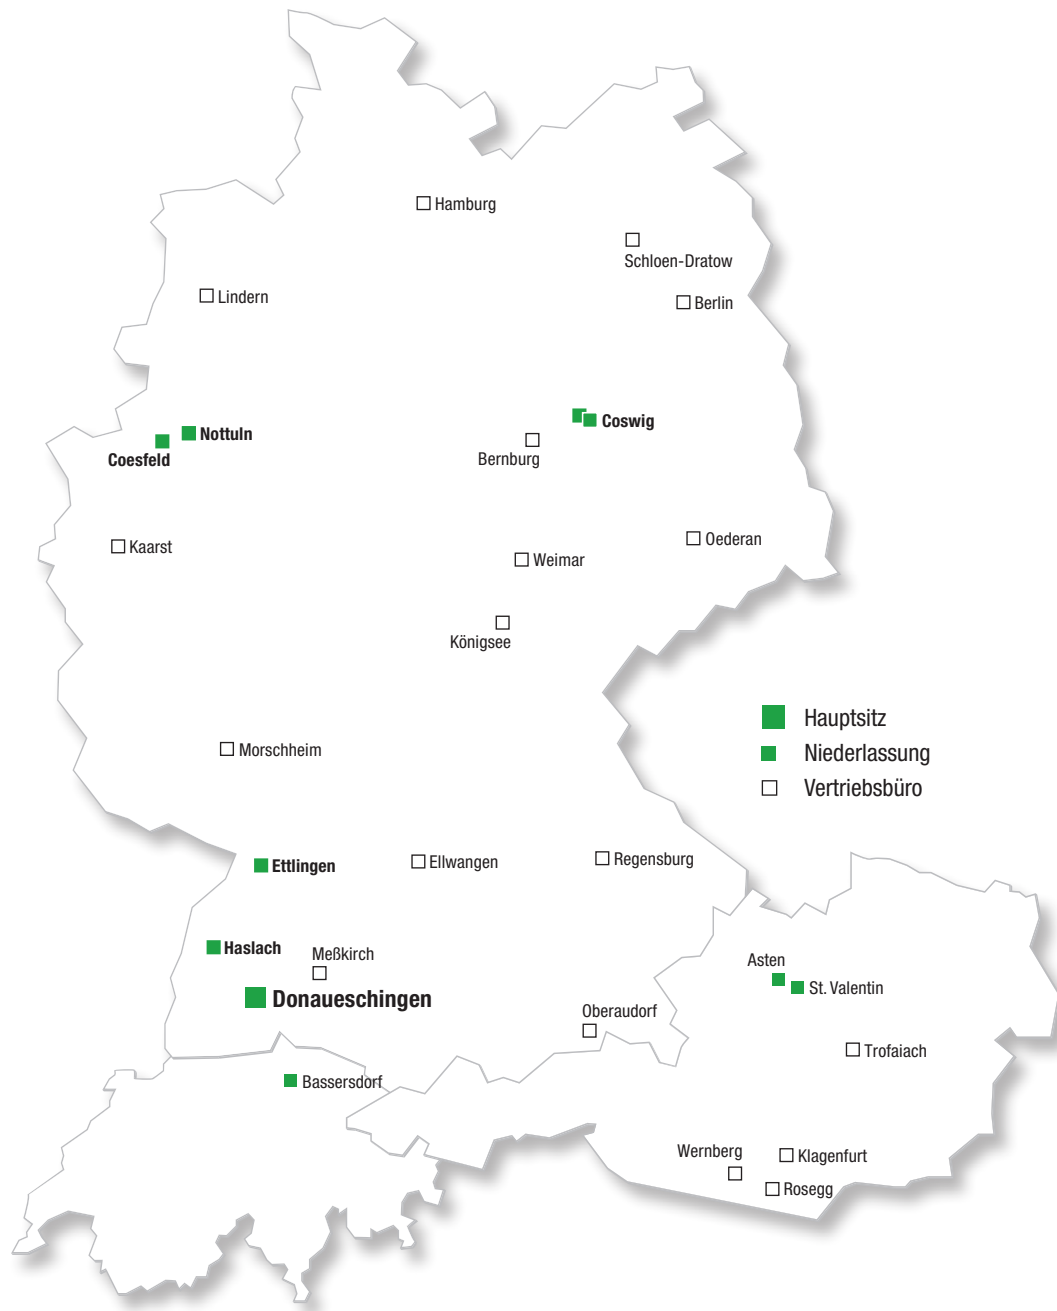 Hamburg
Schloen-Dratow
Lindern
Berlin
Coswig
Nottuln
Coesfeld
Bernburg
Kaarst
Oederan
Weimar
Königsee
Hauptsitz
Niederlassung
Vertriebsbüro
Morschheim
Ettlingen
Ellwangen
Regensburg
Haslach
Meßkirch
Asten
St. Valentin
Donaueschingen
Oberaudorf
Trofaiach
Bassersdorf
Wernberg
Klagenfurt
Rosegg